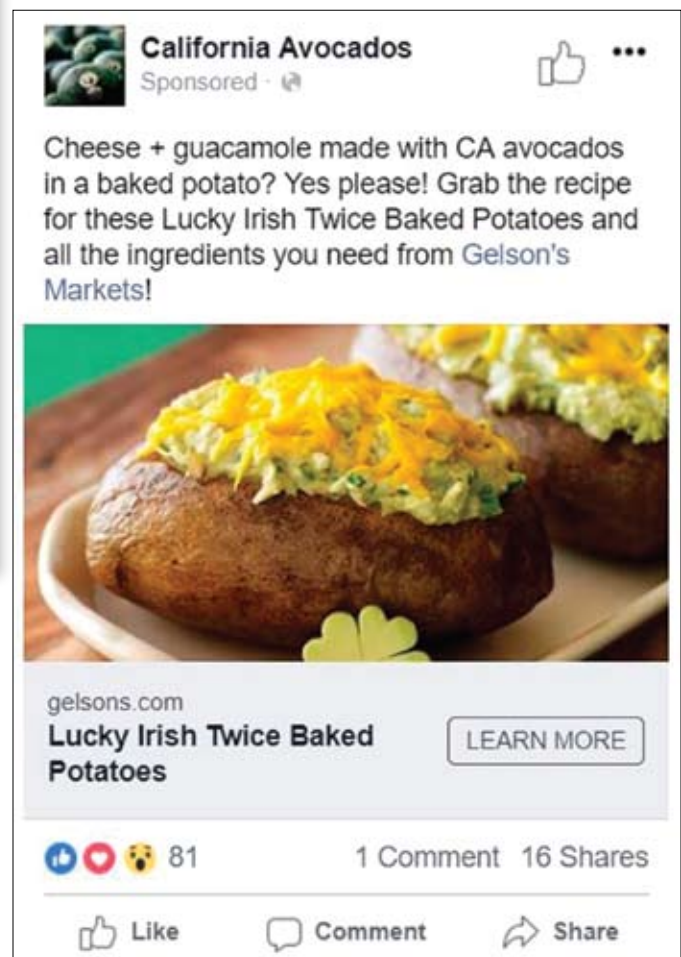 California Avocados
Sponsored ·
Cheese + guacamole made with CA avocados
in a baked potato? Yes please! Grab the recipe
for these Lucky Irish Twice Baked Potatoes and
all the ingredients you need from Gelson's
Markets!
gelsons.com
Lucky Irish Twice Baked
Potatoes
LEARN MORE
81
1 Comment 16 Shares
Like Comment Share